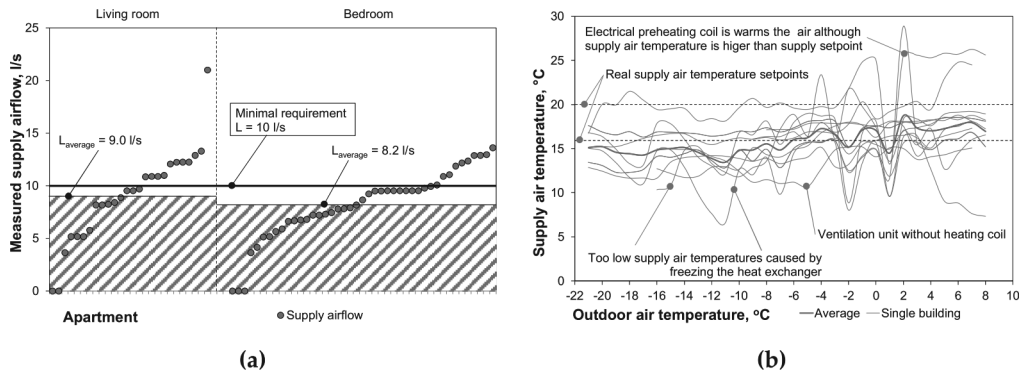 (a)
Living room
Bedroom
Measured supply airflow, l/s
25
20
15
10
5
0
Minimal requirement
L = 10 l/s
Laverage = 9.0 l/s
Laverage = 8.2 l/s
Apartment
Supply airflow
(a)
(b)
Supply air temperature, °C
30
25
20
15
10
5
0
Electrical preheating coil is warms the air although
supply air temperature is higer than supply setpoint
Real supply air temperature setpoints
Ventilation unit without heating coil
Too low supply air temperatures caused by
freezing the heat exchanger
-22 -20 -18 -16 -14 -12 -10 -8 -6 -4 -2 0 2 4 6 8 10
Outdoor air temperature, °C
Average
Single building
(b)